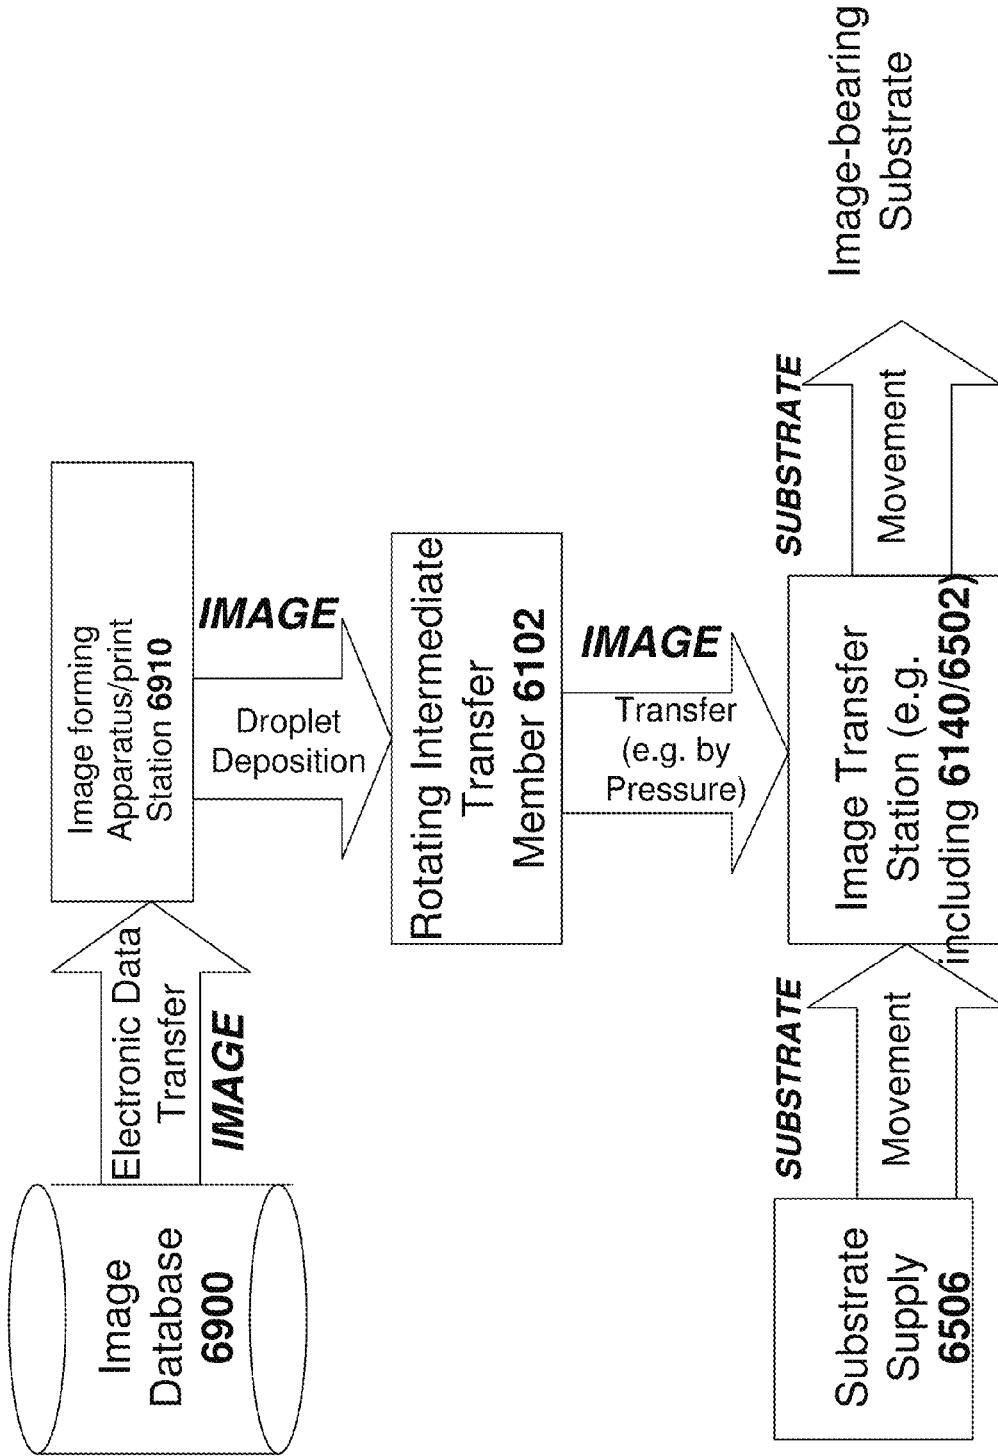 Image
Database
6900
Electronic Data
Transfer
IMAGE
Image forming
Apparatus/print
Station 6910
IMAGE
Droplet
Deposition
Rotating Intermediate
Transfer
Member 6102
IMAGE
Transfer
(e.g. by
Pressure)
Substrate
Supply
6506
SUBSTRATE
Movement
Image Transfer
Station (e.g.
including 6140/6502)
SUBSTRATE
Movement
Image-bearing
Substrate